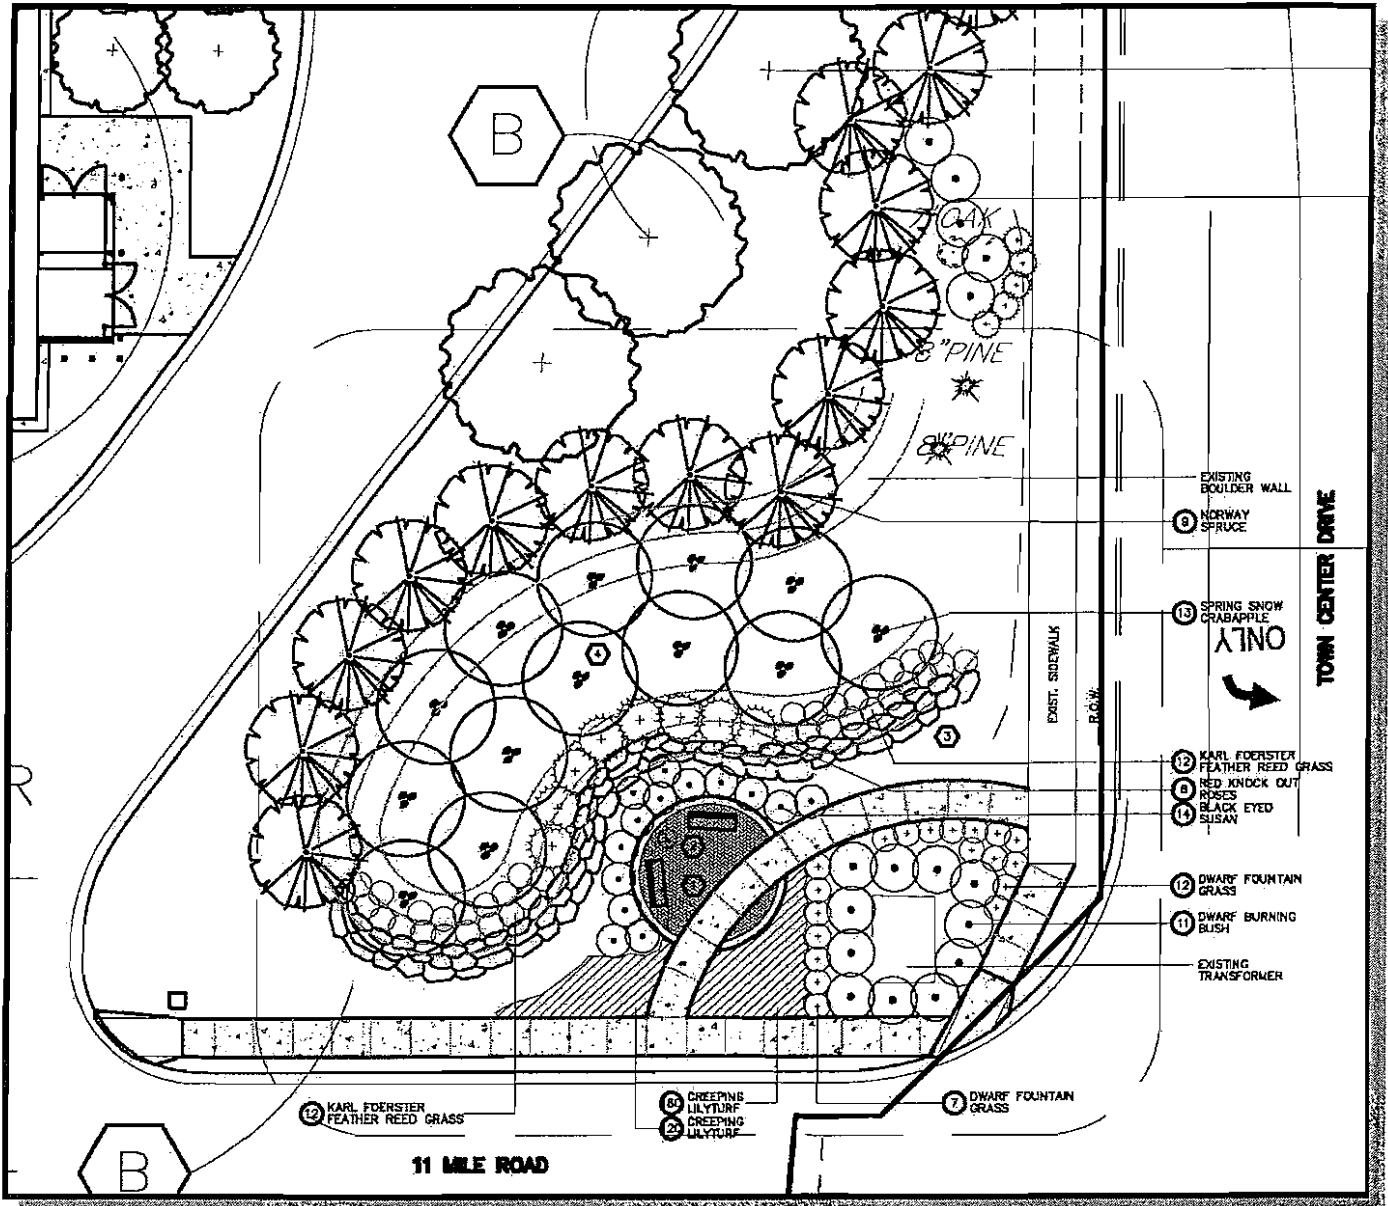 B
"OAK
8"PINE
8"PINE
EXISTING
BOULDER WALL
9 NORWAY
SPRUCE
13 SPRING SNOW
CRABAPPLE
ONLY
TOWN CENTER DRIVE
EXIST. SIDEWALK
R.O.W.
4
3
12 KARL FOERSTER
FEATHER REED GRASS
8 RED KNOCK OUT
ROSES
14 BLACK EYED
SUSAN
2
1
12 DWARF FOUNTAIN
GRASS
11 DWARF BURNING
BUSH
EXISTING
TRANSFORMER
12 KARL FOERSTER
FEATHER REED GRASS
80 CREEPING
LILYTURF
20 CREEPING
LILYTURF
7 DWARF FOUNTAIN
GRASS
11 MILE ROAD
B